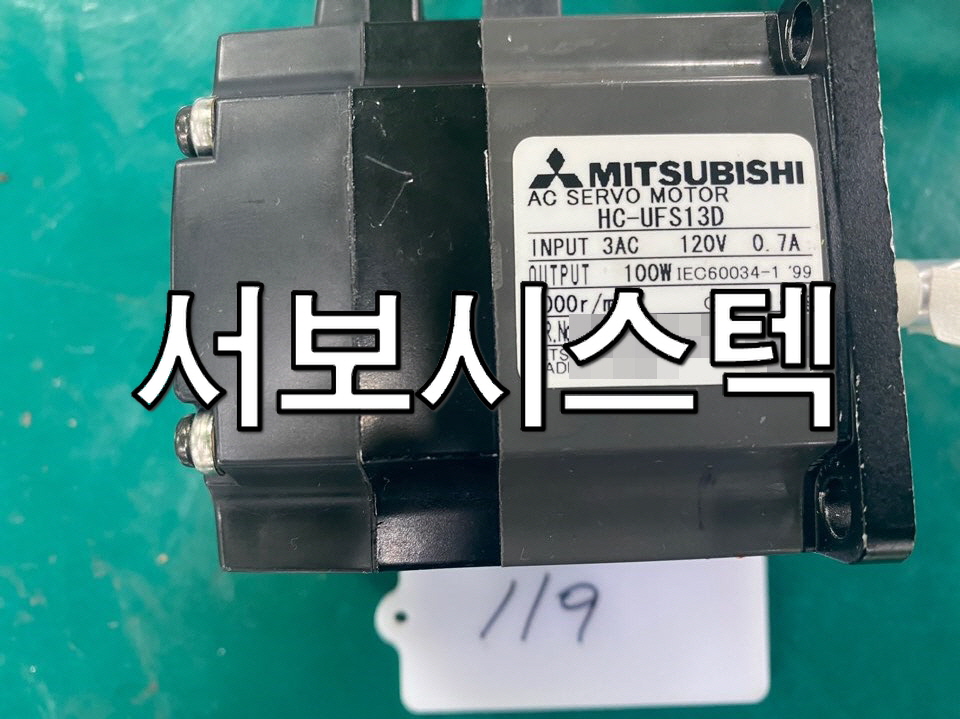 MITSUBISHI
AC SERVO MOTOR
HC-UFS13D
INPUT 3AC 120V 0.7A
OUTPUT 100W IEC60034-1 '99
서보시스텍
119